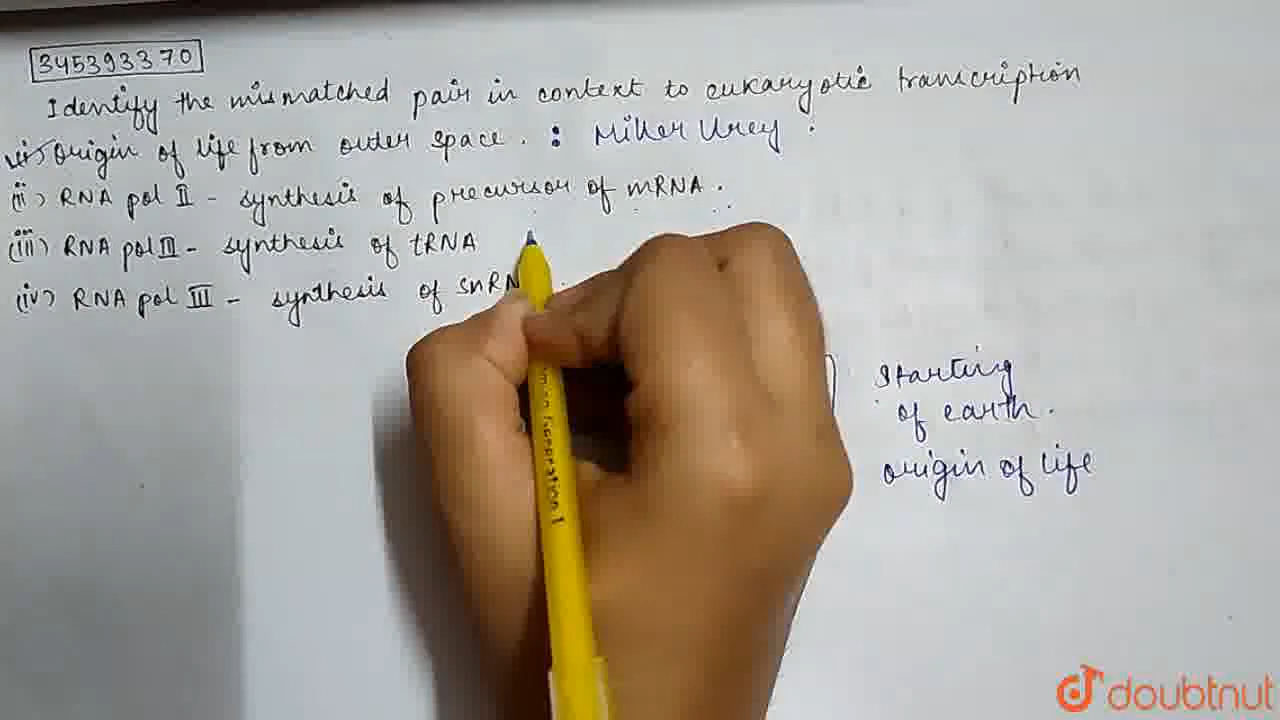 345393370
Identify the mismatched pair in context to eukaryotic transcription
(i) Origin of life from outer space. : Miller Urey.
(ii) RNA pol II - synthesis of precursor of mRNA.
(iii) RNA pol III - synthesis of tRNA
(iv) RNA pol III - synthesis of SnRN
starting
of earth.
origin of life
doubtnut